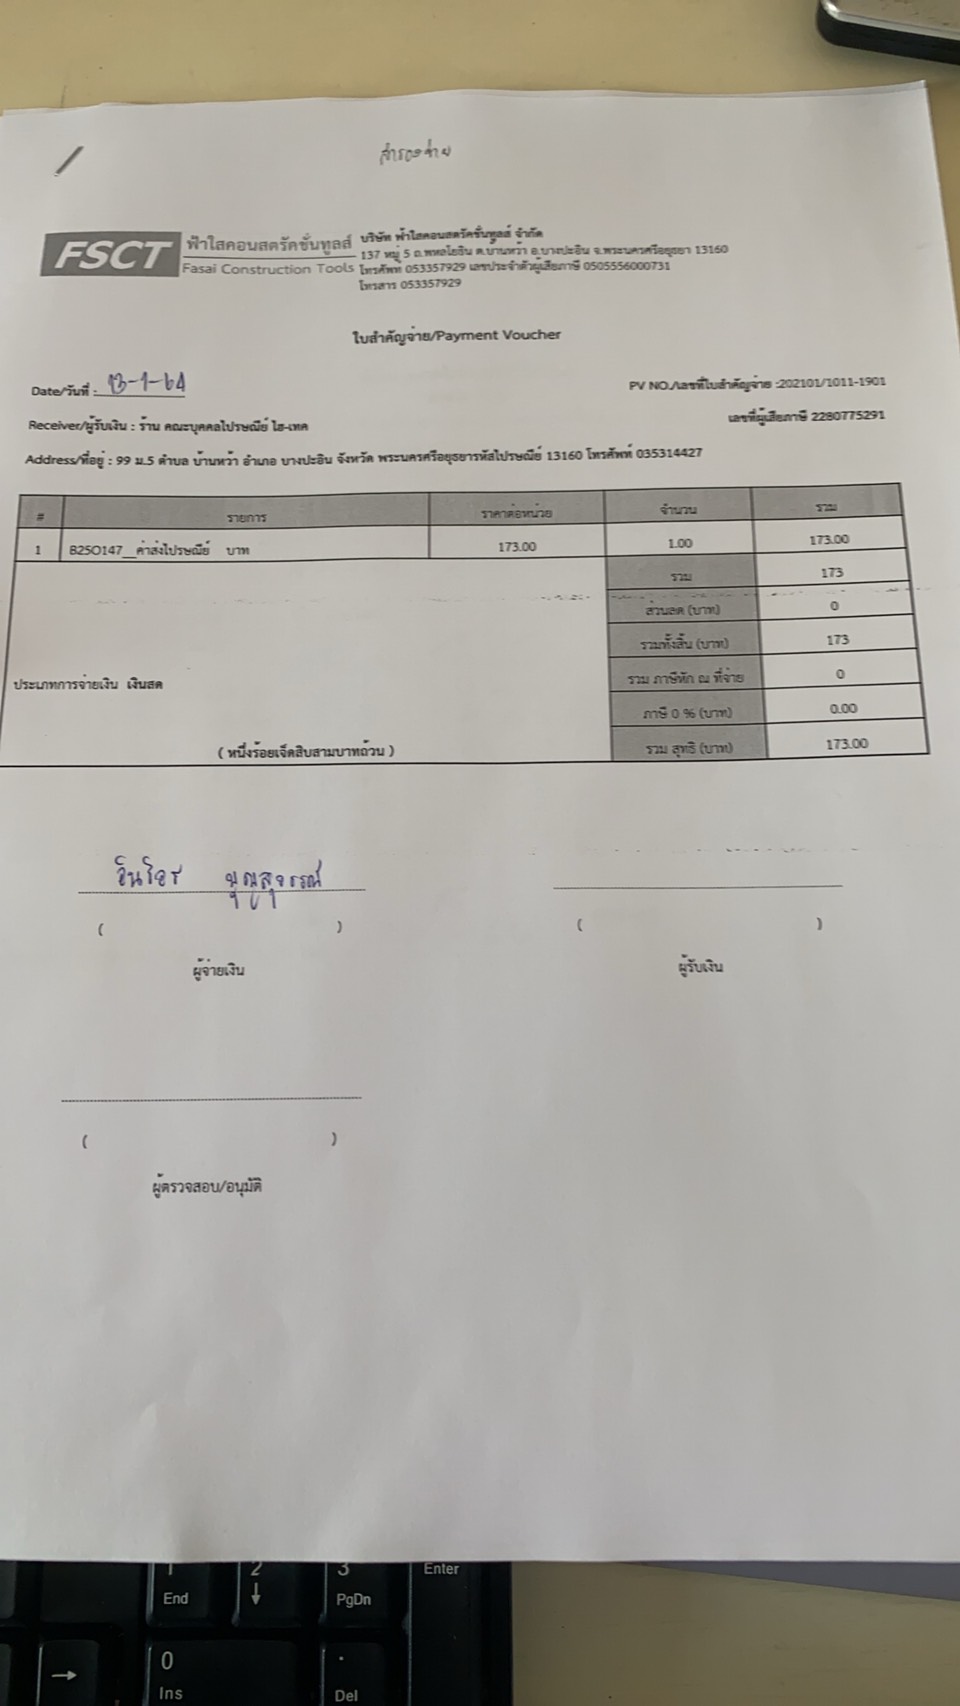 สำรองจ่าย
FSCT ฟ้าใสคอนสตรัคชั่นทูลส์
Fasai Construction Tools
บริษัท ฟ้าใสคอนสตรัคชั่นทูลส์ จำกัด
137 หมู่ 5 ถ.พหลโยธิน ต.บ้านหว้า อ.บางปะอิน จ.พระนครศรีอยุธยา 13160
โทรศัพท์ 053357929 เลขประจำตัวผู้เสียภาษี 0505556000731
โทรสาร 053357929
ใบสำคัญจ่าย/Payment Voucher
Date/วันที่ : 13-1-64
PV NO./เลขที่ใบสำคัญจ่าย :202101/1011-1901
Receiver/ผู้รับเงิน : ร้าน คณะบุคคลไปรษณีย์ ไฮ-เทค
เลขที่ผู้เสียภาษี 2280775291
Address/ที่อยู่ : 99 ม.5 ตำบล บ้านหว้า อำเภอ บางปะอิน จังหวัด พระนครศรีอยุธยารหัสไปรษณีย์ 13160 โทรศัพท์ 035314427
# รายการ ราคาต่อหน่วย จำนวน รวม
1 B250147__ค่าส่งไปรษณีย์ บาท 173.00 1.00 173.00
รวม 173
ส่วนลด (บาท) 0
รวมทั้งสิ้น (บาท) 173
ประเภทการจ่ายเงิน เงินสด
รวม ภาษีหัก ณ ที่จ่าย 0
ภาษี 0 % (บาท) 0.00
( หนึ่งร้อยเจ็ดสิบสามบาทถ้วน )
รวม สุทธิ (บาท) 173.00
( ) ( )
ผู้จ่ายเงิน ผู้รับเงิน
( )
ผู้ตรวจสอบ/อนุมัติ
1 2 3 Enter
End ↓ PgDn
→ 0 .
Ins Del